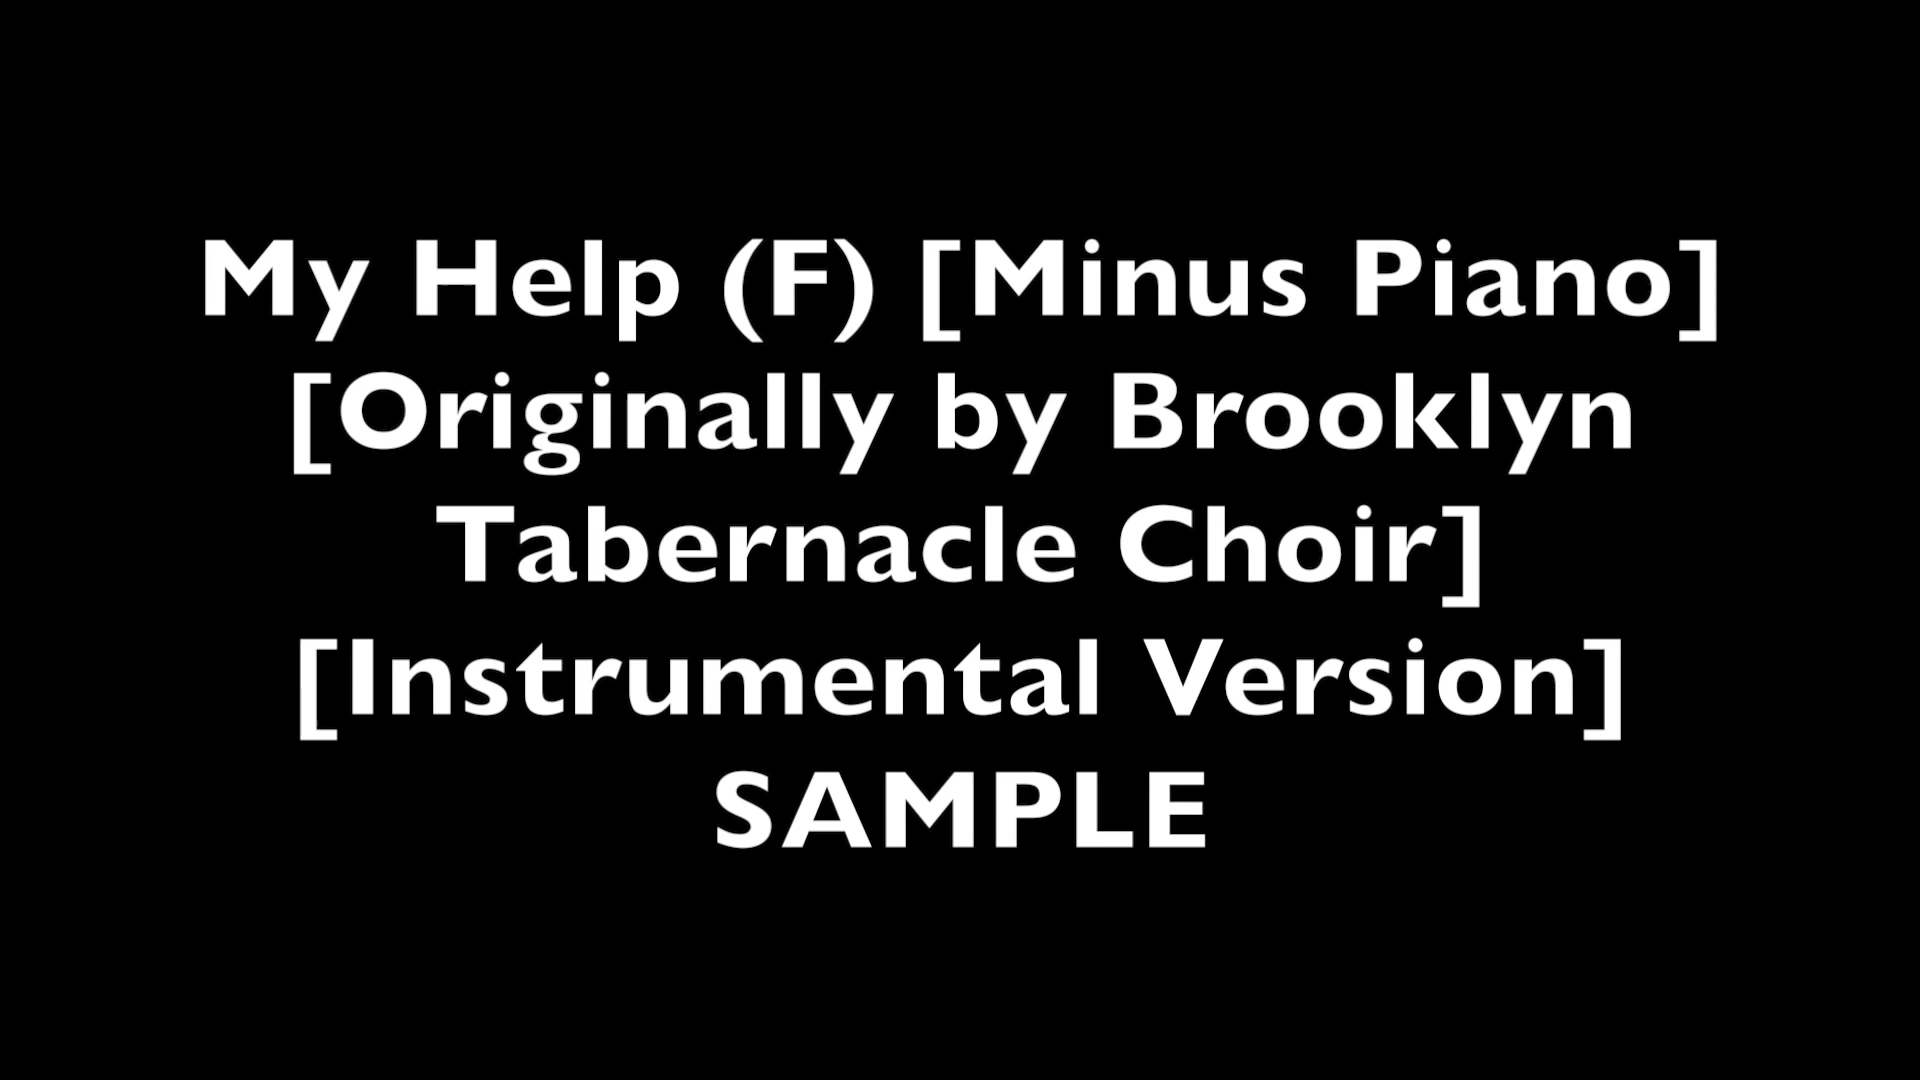 My Help (F) [Minus Piano]
[Originally by Brooklyn
Tabernacle Choir]
[Instrumental Version]
SAMPLE